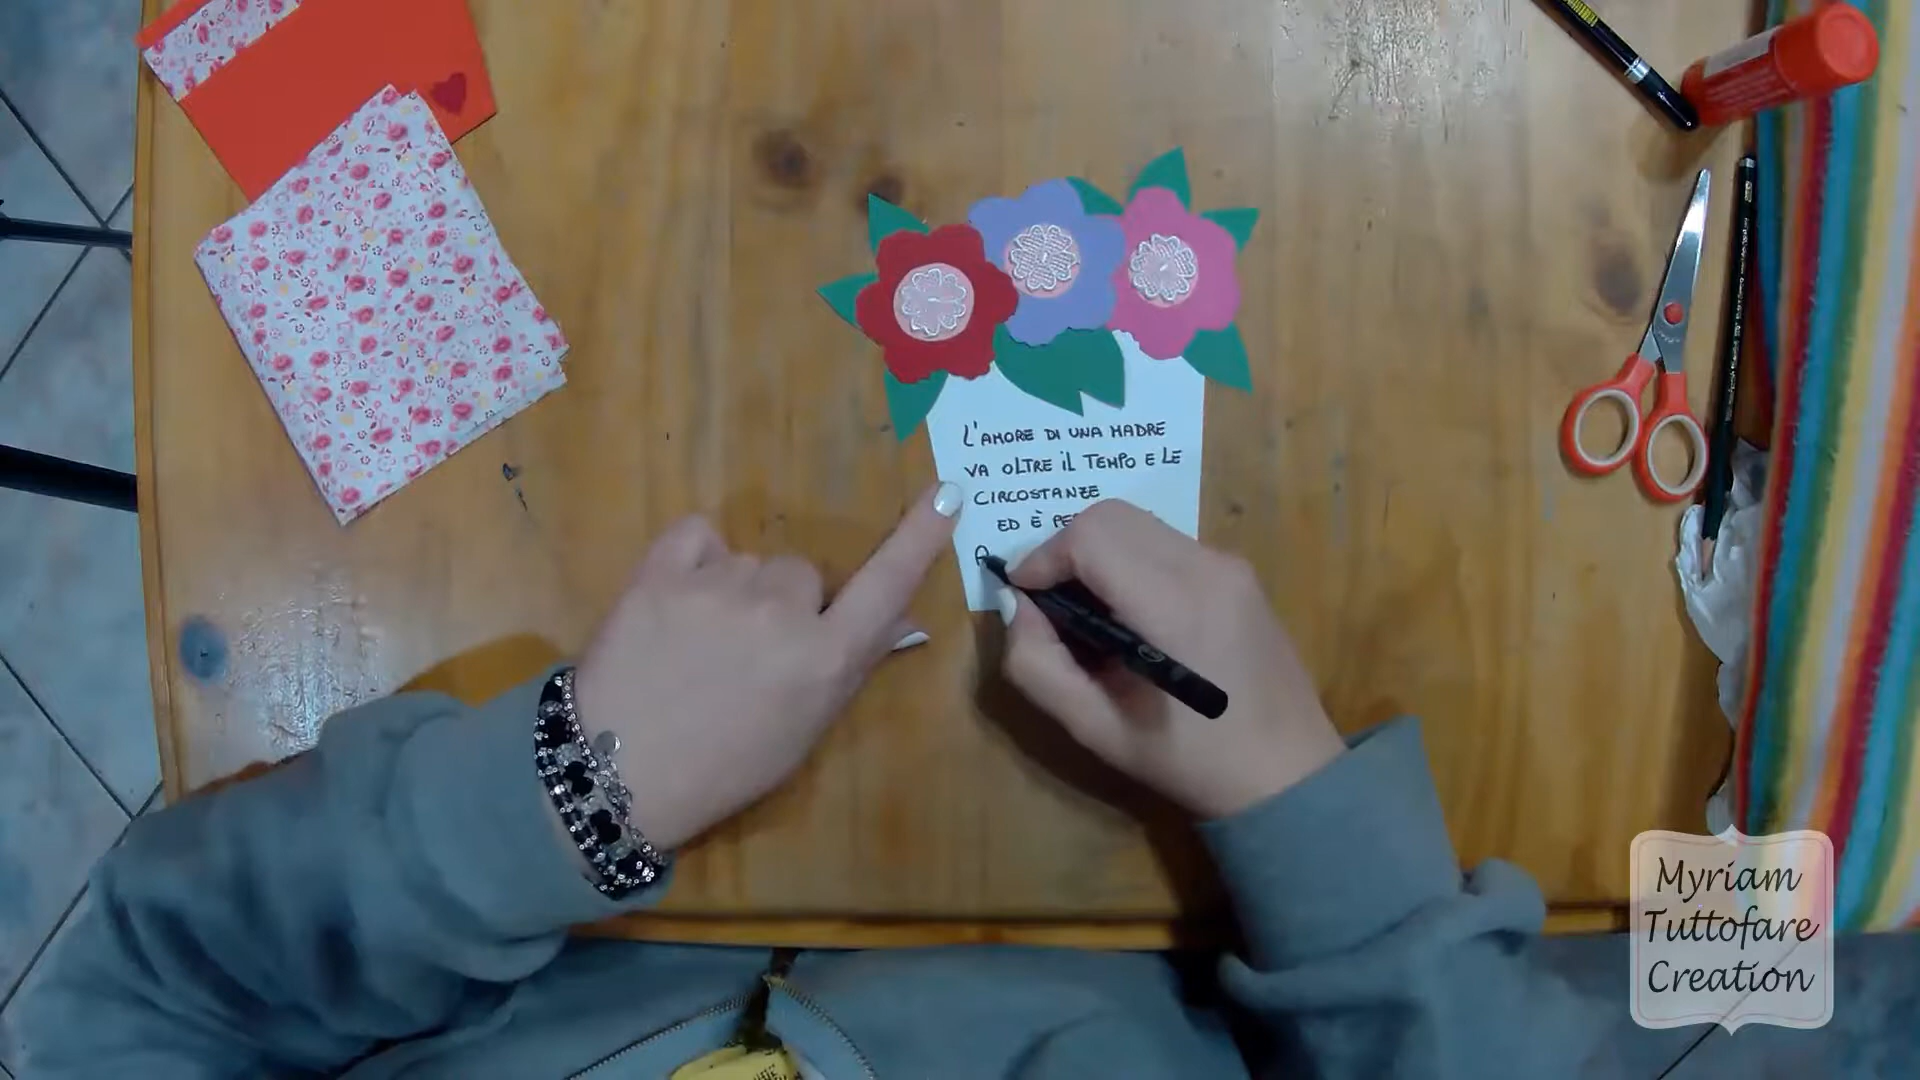 L'AMORE DI UNA MADRE
VA OLTRE IL TEMPO E LE
CIRCOSTANZE
ED È
A
Myriam
Tuttofare
Creation